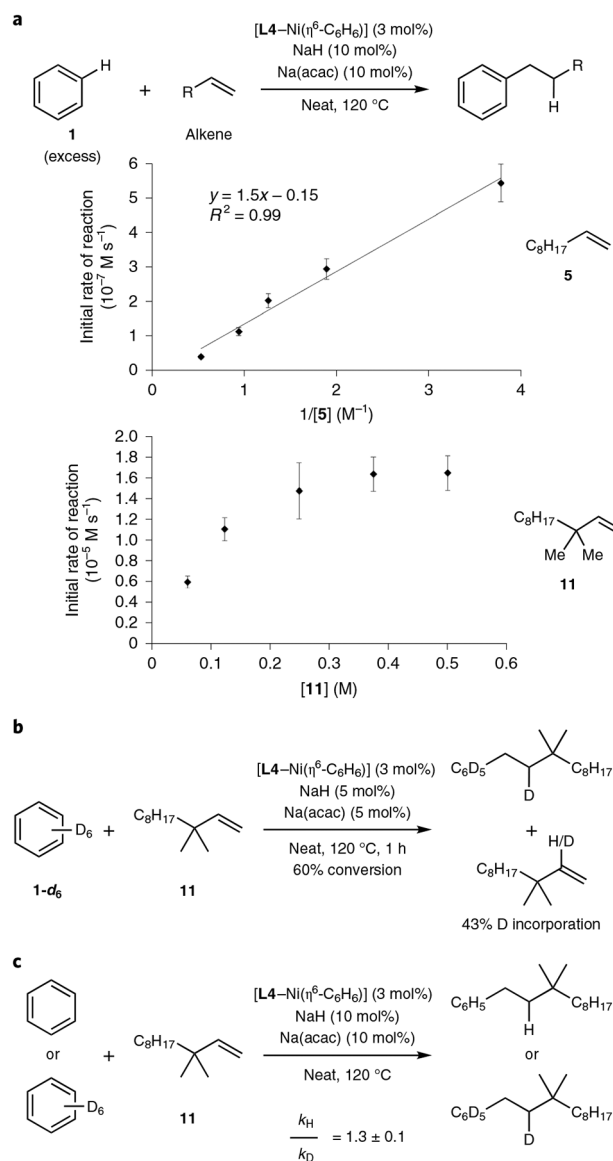 a
[L4–Ni(η⁶-C₆H₆)] (3 mol%)
NaH (10 mol%)
Na(acac) (10 mol%)
Neat, 120 °C
H
+
R
R
H
1
(excess)
Alkene
Initial rate of reaction
(10⁻⁷ M s⁻¹)
6
5
4
3
2
1
0
y = 1.5x – 0.15
R² = 0.99
0 1 2 3 4
1/[5] (M⁻¹)
C₈H₁₇
5
Initial rate of reaction
(10⁻⁵ M s⁻¹)
2.0
1.8
1.6
1.4
1.2
1.0
0.8
0.6
0.4
0.2
0
0 0.1 0.2 0.3 0.4 0.5 0.6
[11] (M)
C₈H₁₇
Me Me
11
b
D₆
1-d₆
+
C₈H₁₇
11
[L4–Ni(η⁶-C₆H₆)] (3 mol%)
NaH (5 mol%)
Na(acac) (5 mol%)
Neat, 120 °C, 1 h
60% conversion
C₆D₅ C₈H₁₇
D
+
H/D
C₈H₁₇
43% D incorporation
c
or
D₆
+
C₈H₁₇
11
[L4–Ni(η⁶-C₆H₆)] (3 mol%)
NaH (10 mol%)
Na(acac) (10 mol%)
Neat, 120 °C
kH
kD
= 1.3 ± 0.1
C₆H₅ C₈H₁₇
H
or
C₆D₅ C₈H₁₇
D